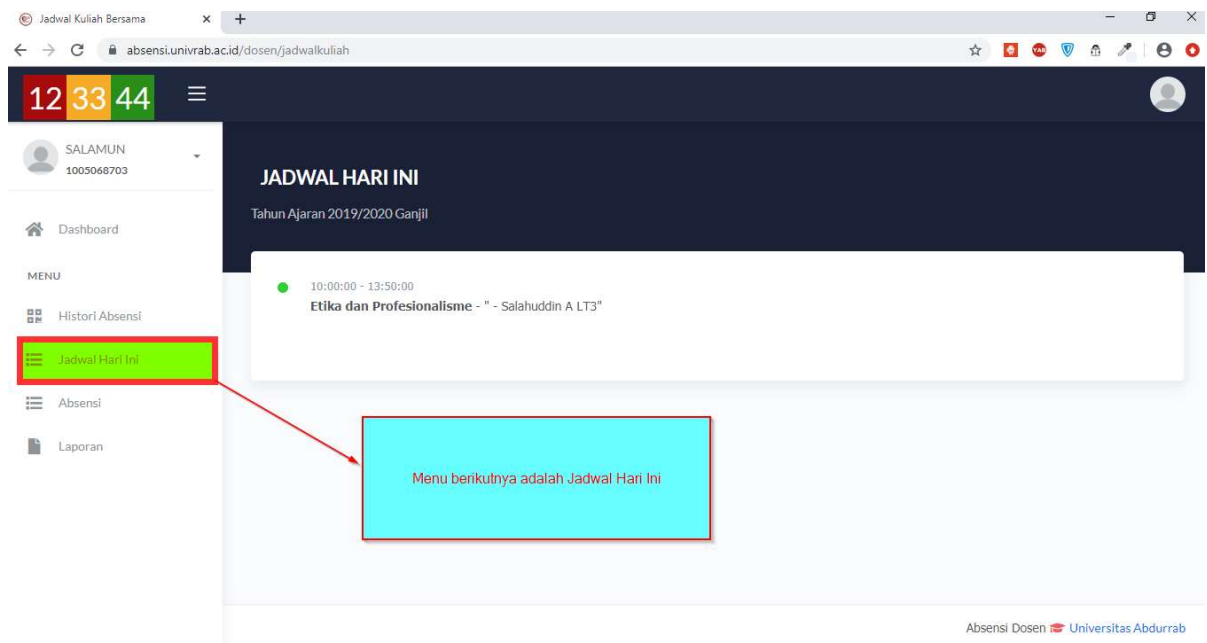 Jadwal Kuliah Bersama
absensi.univrab.ac.id/dosen/jadwalkuliah
12 33 44
SALAMUN
1005068703
Dashboard
MENU
Histori Absensi
Jadwal Hari Ini
Absensi
Laporan
JADWAL HARI INI
Tahun Ajaran 2019/2020 Ganjil
10:00:00 - 13:50:00
Etika dan Profesionalisme - " - Salahuddin A LT3"
Menu berikutnya adalah Jadwal Hari Ini
Absensi Dosen Universitas Abdurrab